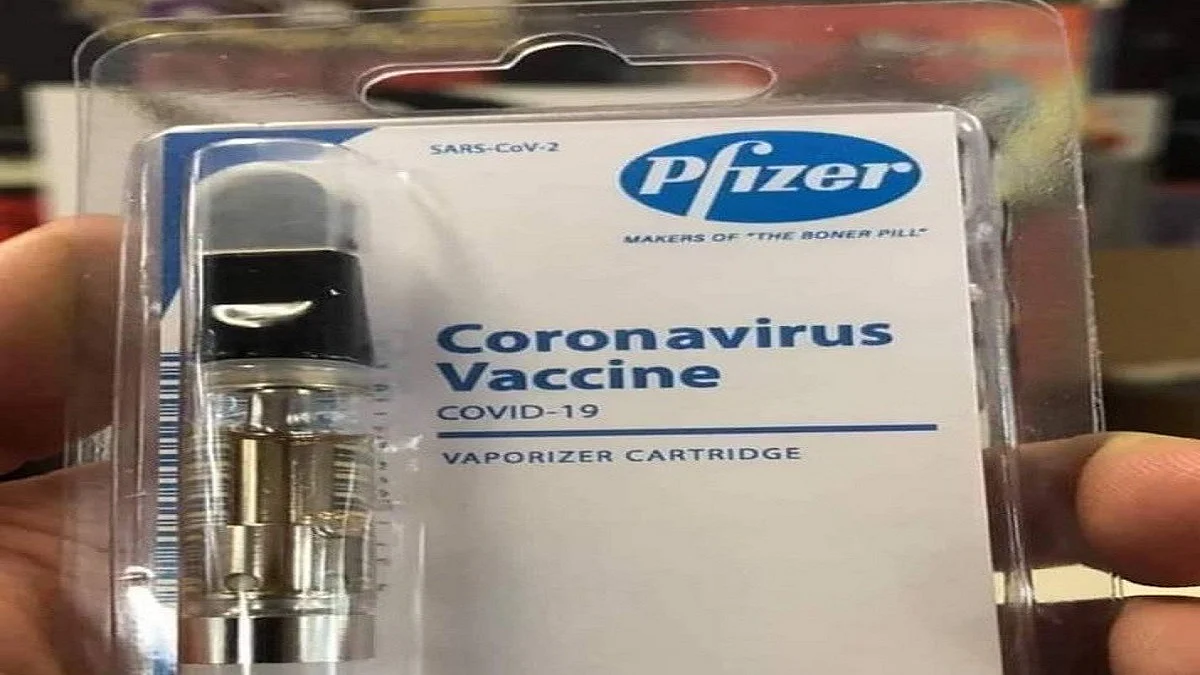 SARS-CoV-2
Pfizer
MAKERS OF "THE BONER PILL"
Coronavirus
Vaccine
COVID-19
VAPORIZER CARTRIDGE